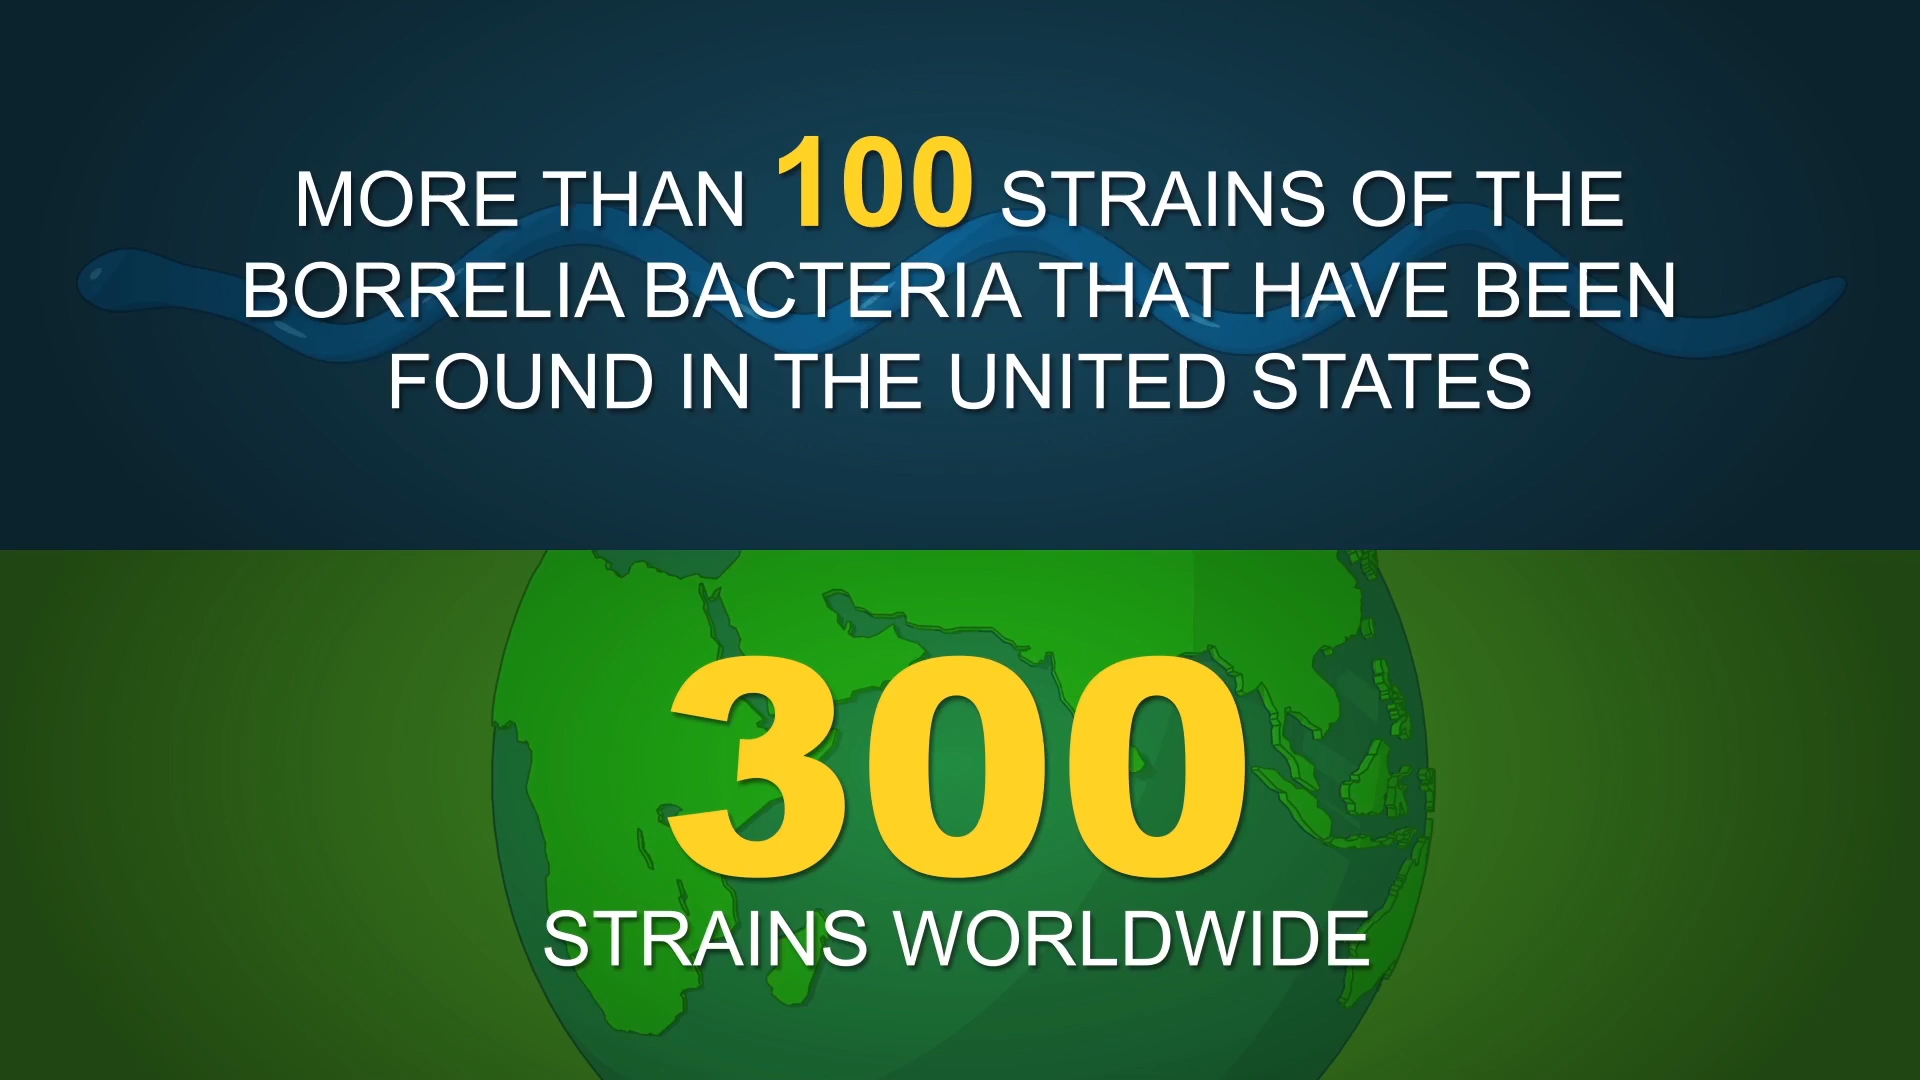 MORE THAN 100 STRAINS OF THE
BORRELIA BACTERIA THAT HAVE BEEN
FOUND IN THE UNITED STATES
300
STRAINS WORLDWIDE